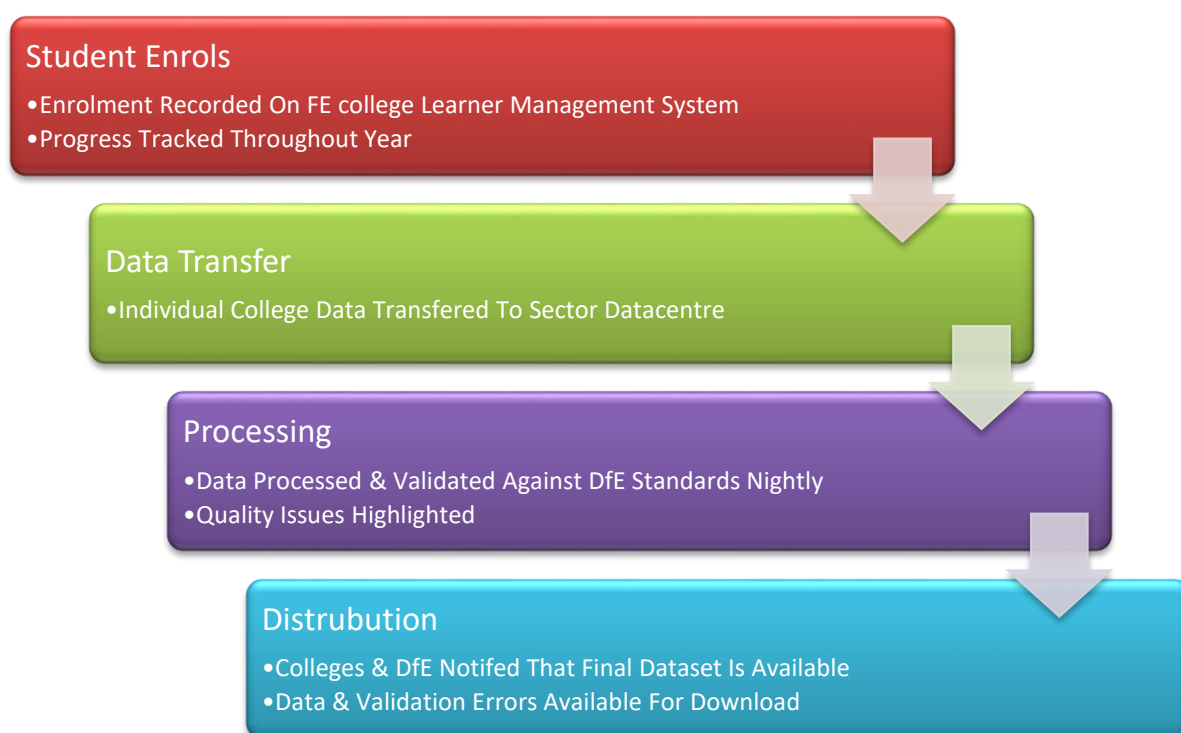 Student Enrols
•Enrolment Recorded On FE college Learner Management System
•Progress Tracked Throughout Year
Data Transfer
•Individual College Data Transfered To Sector Datacentre
Processing
•Data Processed & Validated Against DfE Standards Nightly
•Quality Issues Highlighted
Distrubution
•Colleges & DfE Notifed That Final Dataset Is Available
•Data & Validation Errors Available For Download